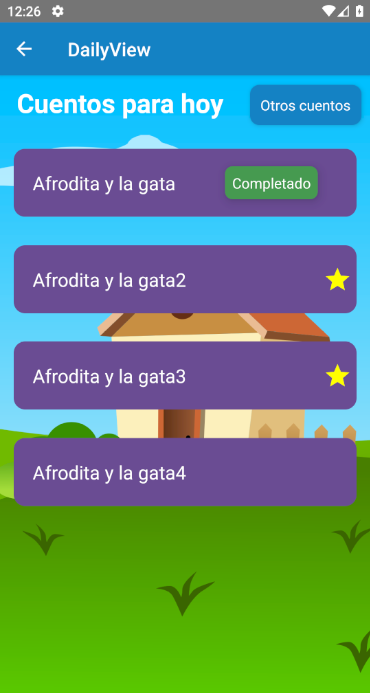 12:26
DailyView
Cuentos para hoy
Otros cuentos
Afrodita y la gata
Completado
Afrodita y la gata2
Afrodita y la gata3
Afrodita y la gata4